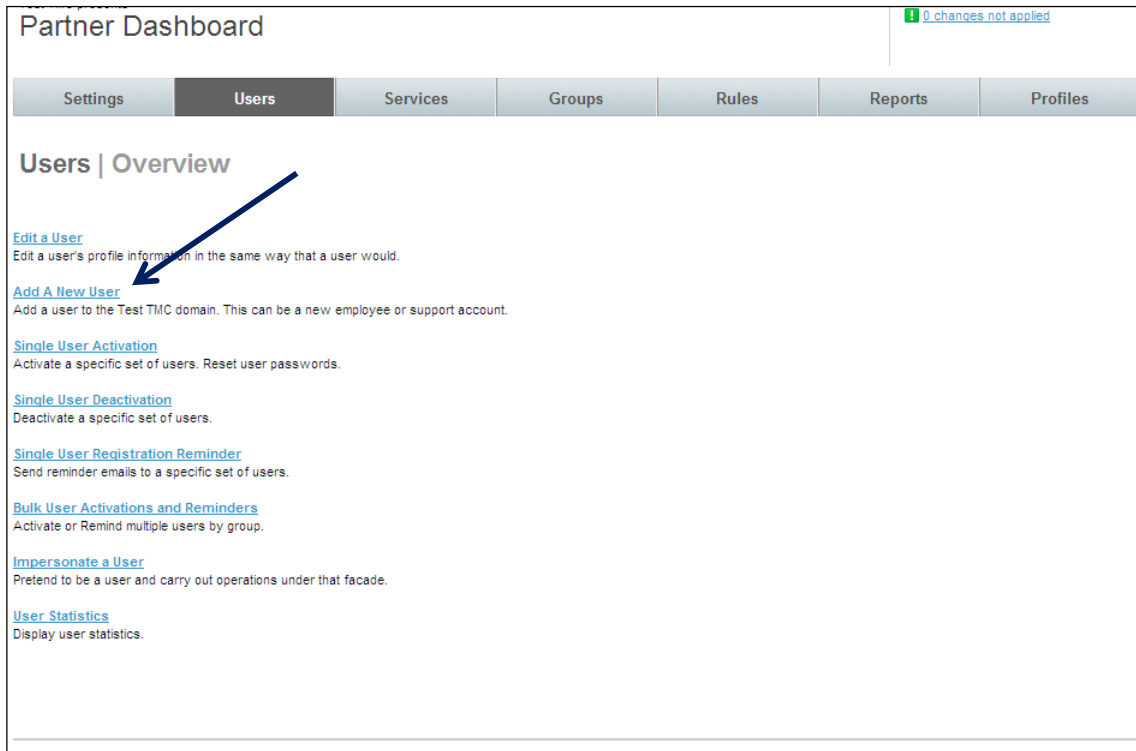 Partner Dashboard
0 changes not applied
Settings Users Services Groups Rules Reports Profiles
Users | Overview
Edit a User
Edit a user's profile information in the same way that a user would.
Add A New User
Add a user to the Test TMC domain. This can be a new employee or support account.
Single User Activation
Activate a specific set of users. Reset user passwords.
Single User Deactivation
Deactivate a specific set of users.
Single User Registration Reminder
Send reminder emails to a specific set of users.
Bulk User Activations and Reminders
Activate or Remind multiple users by group.
Impersonate a User
Pretend to be a user and carry out operations under that facade.
User Statistics
Display user statistics.